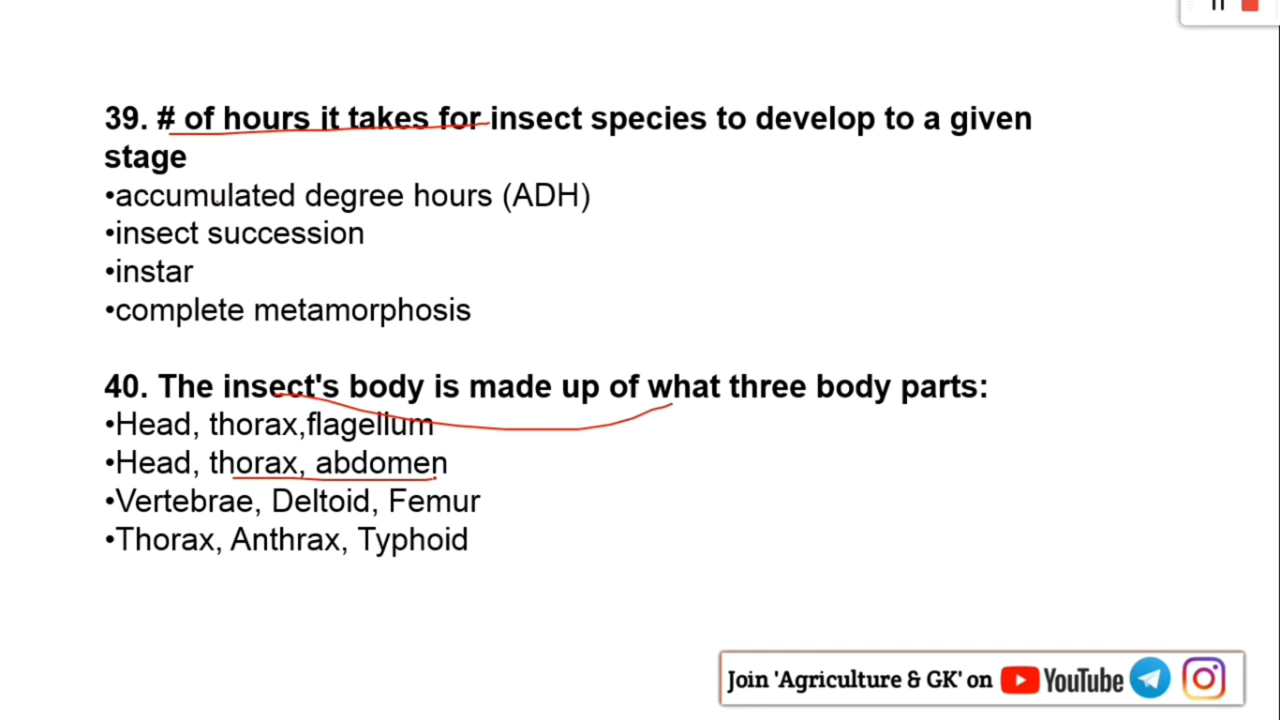 39. # of hours it takes for insect species to develop to a given
stage
•accumulated degree hours (ADH)
•insect succession
•instar
•complete metamorphosis
40. The insect's body is made up of what three body parts:
•Head, thorax,flagellum
•Head, thorax, abdomen
•Vertebrae, Deltoid, Femur
•Thorax, Anthrax, Typhoid
Join 'Agriculture & GK' on YouTube